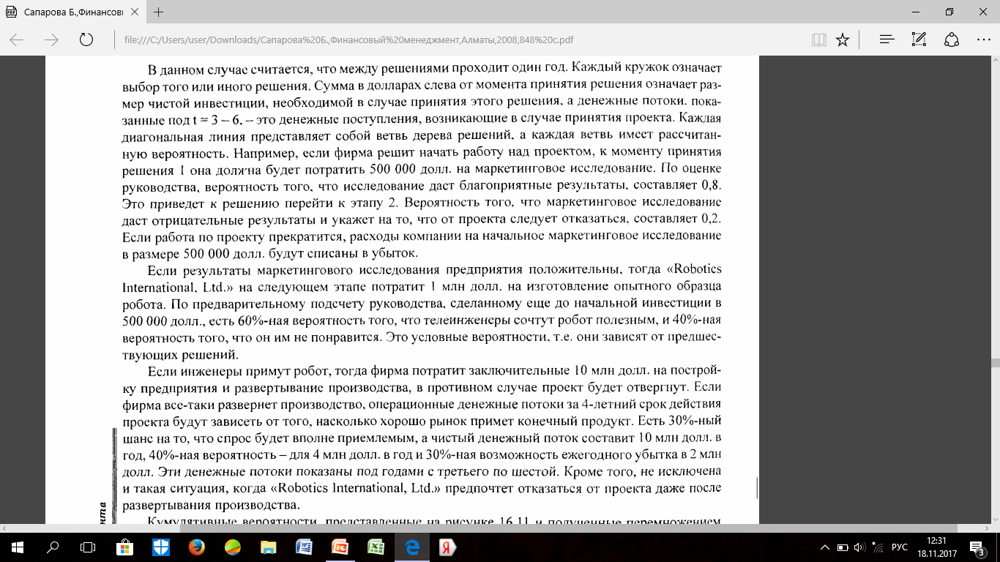 Сапарова Б.,Финансовы
file:///C:/Users/user/Downloads/Сапарова%20Б.,Финансовый%20менеджмент,Алматы,2008,848%20с.pdf
В данном случае считается, что между решениями проходит один год. Каждый кружок означает
выбор того или иного решения. Сумма в долларах слева от момента принятия решения означает раз-
мер чистой инвестиции, необходимой в случае принятия этого решения, а денежные потоки. пока-
занные под t = 3 – 6, – это денежные поступления, возникающие в случае принятия проекта. Каждая
диагональная линия представляет собой ветвь дерева решений, а каждая ветвь имеет рассчитан-
ную вероятность. Например, если фирма решит начать работу над проектом, к моменту принятия
решения 1 она должна будет потратить 500 000 долл. на маркетинговое исследование. По оценке
руководства, вероятность того, что исследование даст благоприятные результаты, составляет 0,8.
Это приведет к решению перейти к этапу 2. Вероятность того, что маркетинговое исследование
даст отрицательные результаты и укажет на то, что от проекта следует отказаться, составляет 0,2.
Если работа по проекту прекратится, расходы компании на начальное маркетинговое исследование
в размере 500 000 долл. будут списаны в убыток.
Если результаты маркетингового исследования предприятия положительны, тогда «Robotics
International, Ltd.» на следующем этапе потратит 1 млн долл. на изготовление опытного образца
робота. По предварительному подсчету руководства, сделанному еще до начальной инвестиции в
500 000 долл., есть 60%-ная вероятность того, что телеинженеры сочтут робот полезным, и 40%-ная
вероятность того, что он им не понравится. Это условные вероятности, т.е. они зависят от предшес-
твующих решений.
Если инженеры примут робот, тогда фирма потратит заключительные 10 млн долл. на построй-
ку предприятия и развертывание производства, в противном случае проект будет отвергнут. Если
фирма все-таки развернет производство, операционные денежные потоки за 4-летний срок действия
проекта будут зависеть от того, насколько хорошо рынок примет конечный продукт. Есть 30%-ный
шанс на то, что спрос будет вполне приемлемым, а чистый денежный поток составит 10 млн долл. в
год, 40%-ная вероятность – для 4 млн долл. в год и 30%-ная возможность ежегодного убытка в 2 млн
долл. Эти денежные потоки показаны под годами с третьего по шестой. Кроме того, не исключена
и такая ситуация, когда «Robotics International, Ltd.» предпочтет отказаться от проекта даже после
развертывания производства.
Кумулятивные вероятности, представленные на рисунке 16.11 и полученные перемножением
нта
РУС
12:31
18.11.2017
3